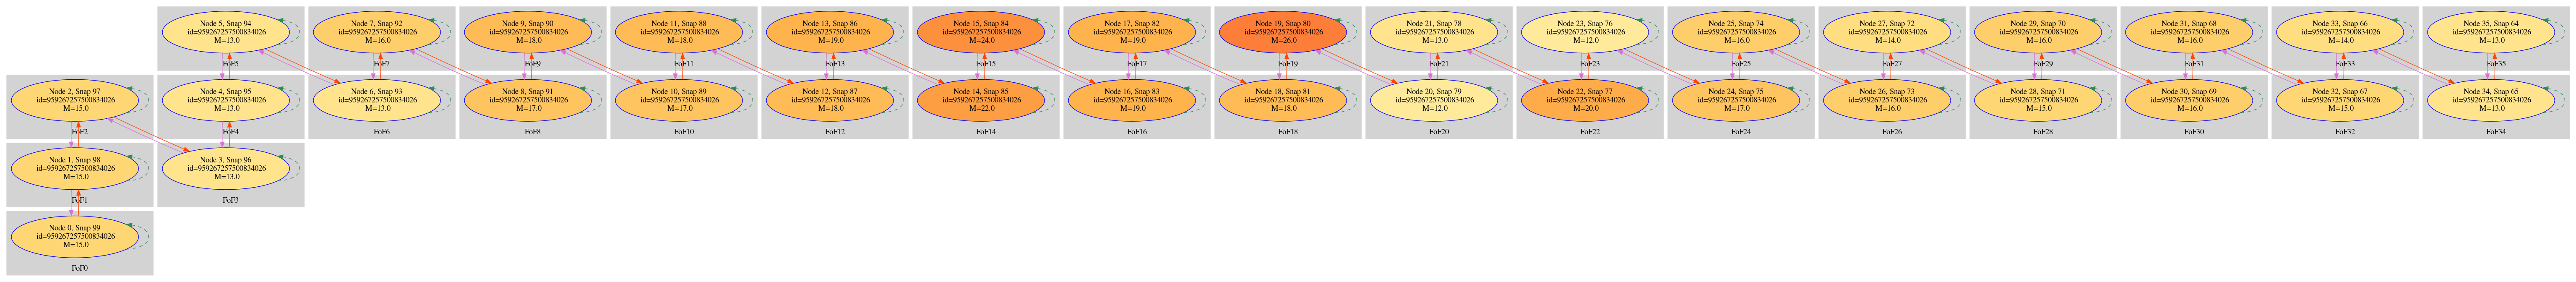 Node 5, Snap 94
id=959267257500834026
M=13.0
FoF5
Node 7, Snap 92
id=959267257500834026
M=16.0
FoF7
Node 9, Snap 90
id=959267257500834026
M=18.0
FoF9
Node 11, Snap 88
id=959267257500834026
M=18.0
FoF11
Node 13, Snap 86
id=959267257500834026
M=19.0
FoF13
Node 15, Snap 84
id=959267257500834026
M=24.0
FoF15
Node 17, Snap 82
id=959267257500834026
M=19.0
FoF17
Node 19, Snap 80
id=959267257500834026
M=26.0
FoF19
Node 21, Snap 78
id=959267257500834026
M=13.0
FoF21
Node 23, Snap 76
id=959267257500834026
M=12.0
FoF23
Node 25, Snap 74
id=959267257500834026
M=16.0
FoF25
Node 27, Snap 72
id=959267257500834026
M=14.0
FoF27
Node 29, Snap 70
id=959267257500834026
M=16.0
FoF29
Node 31, Snap 68
id=959267257500834026
M=16.0
FoF31
Node 33, Snap 66
id=959267257500834026
M=14.0
FoF33
Node 35, Snap 64
id=959267257500834026
M=13.0
FoF35
Node 2, Snap 97
id=959267257500834026
M=15.0
FoF2
Node 4, Snap 95
id=959267257500834026
M=13.0
FoF4
Node 6, Snap 93
id=959267257500834026
M=13.0
FoF6
Node 8, Snap 91
id=959267257500834026
M=17.0
FoF8
Node 10, Snap 89
id=959267257500834026
M=17.0
FoF10
Node 12, Snap 87
id=959267257500834026
M=18.0
FoF12
Node 14, Snap 85
id=959267257500834026
M=22.0
FoF14
Node 16, Snap 83
id=959267257500834026
M=19.0
FoF16
Node 18, Snap 81
id=959267257500834026
M=18.0
FoF18
Node 20, Snap 79
id=959267257500834026
M=12.0
FoF20
Node 22, Snap 77
id=959267257500834026
M=20.0
FoF22
Node 24, Snap 75
id=959267257500834026
M=17.0
FoF24
Node 26, Snap 73
id=959267257500834026
M=16.0
FoF26
Node 28, Snap 71
id=959267257500834026
M=15.0
FoF28
Node 30, Snap 69
id=959267257500834026
M=16.0
FoF30
Node 32, Snap 67
id=959267257500834026
M=15.0
FoF32
Node 34, Snap 65
id=959267257500834026
M=13.0
FoF34
Node 1, Snap 98
id=959267257500834026
M=15.0
FoF1
Node 3, Snap 96
id=959267257500834026
M=13.0
FoF3
Node 0, Snap 99
id=959267257500834026
M=15.0
FoF0